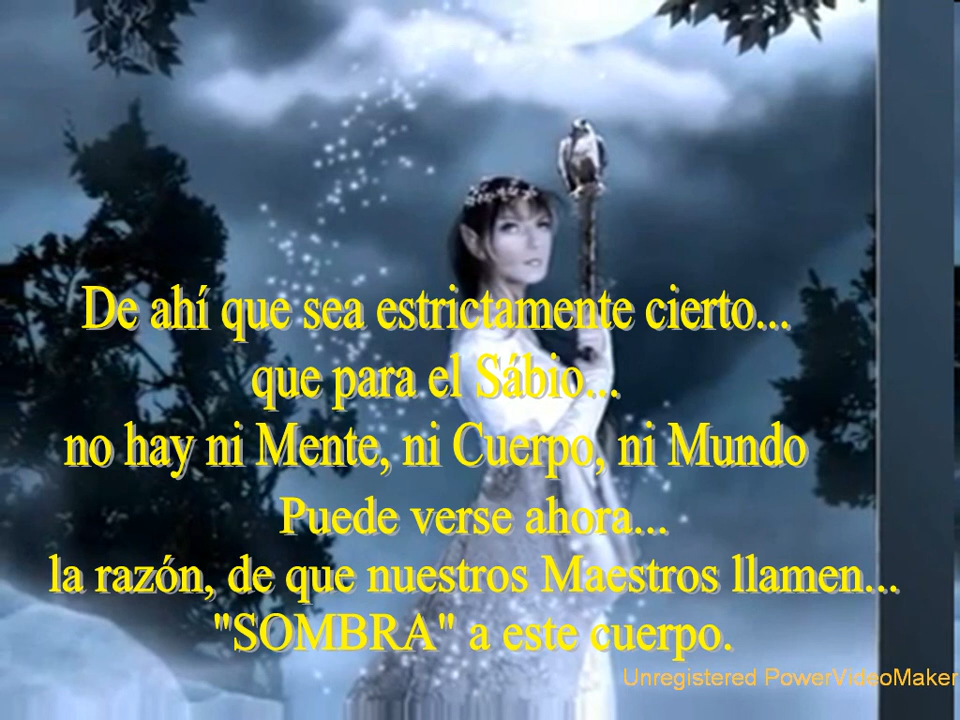 De ahí que sea estrictamente cierto...
que para el Sábio...
no hay ni Mente, ni Cuerpo, ni Mundo
Puede verse ahora...
la razón, de que nuestros Maestros llamen...
"SOMBRA" a este cuerpo.
Unregistered PowerVideoMaker